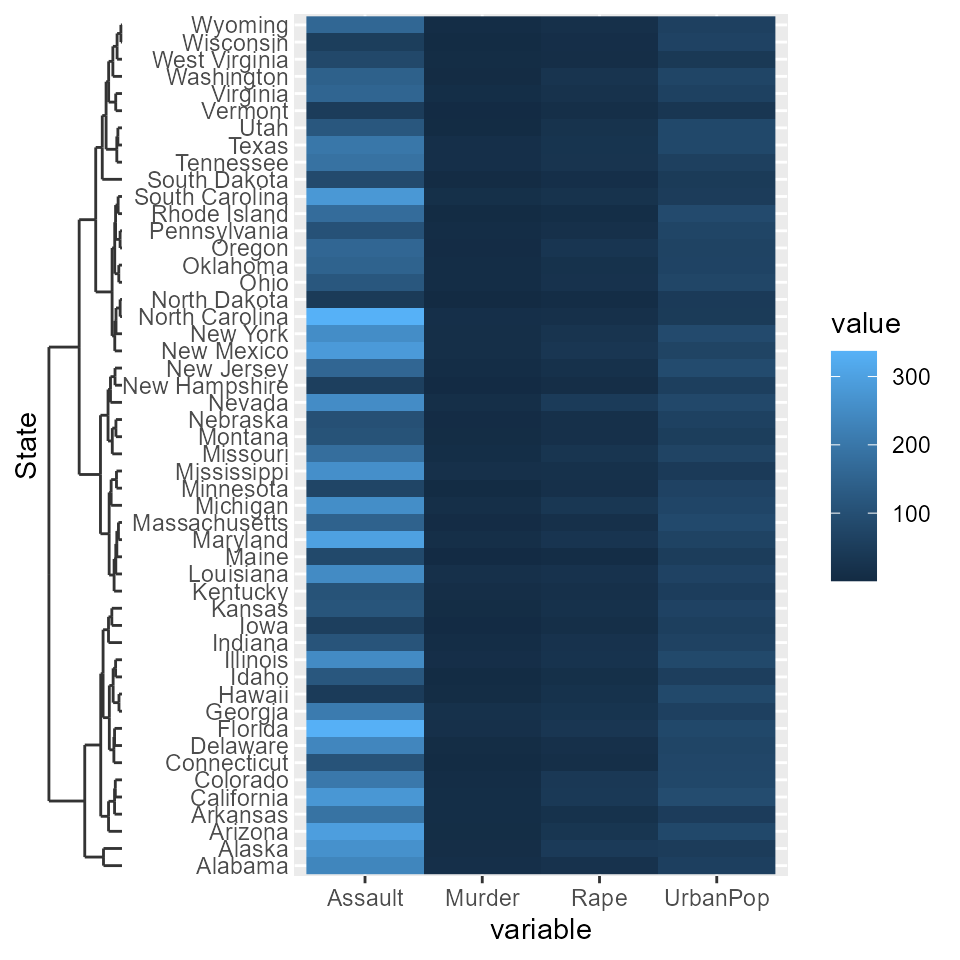 Wyoming
Wisconsin
West Virginia
Washington
Virginia
Vermont
Utah
Texas
Tennessee
South Dakota
South Carolina
Rhode Island
Pennsylvania
Oregon
Oklahoma
Ohio
North Dakota
North Carolina
New York
New Mexico
New Jersey
New Hampshire
Nevada
Nebraska
Montana
Missouri
Mississippi
Minnesota
Michigan
Massachusetts
Maryland
Maine
Louisiana
Kentucky
Kansas
Iowa
Indiana
Illinois
Idaho
Hawaii
Georgia
Florida
Delaware
Connecticut
Colorado
California
Arkansas
Arizona
Alaska
Alabama
State
Assault Murder Rape UrbanPop
variable
value
300
200
100